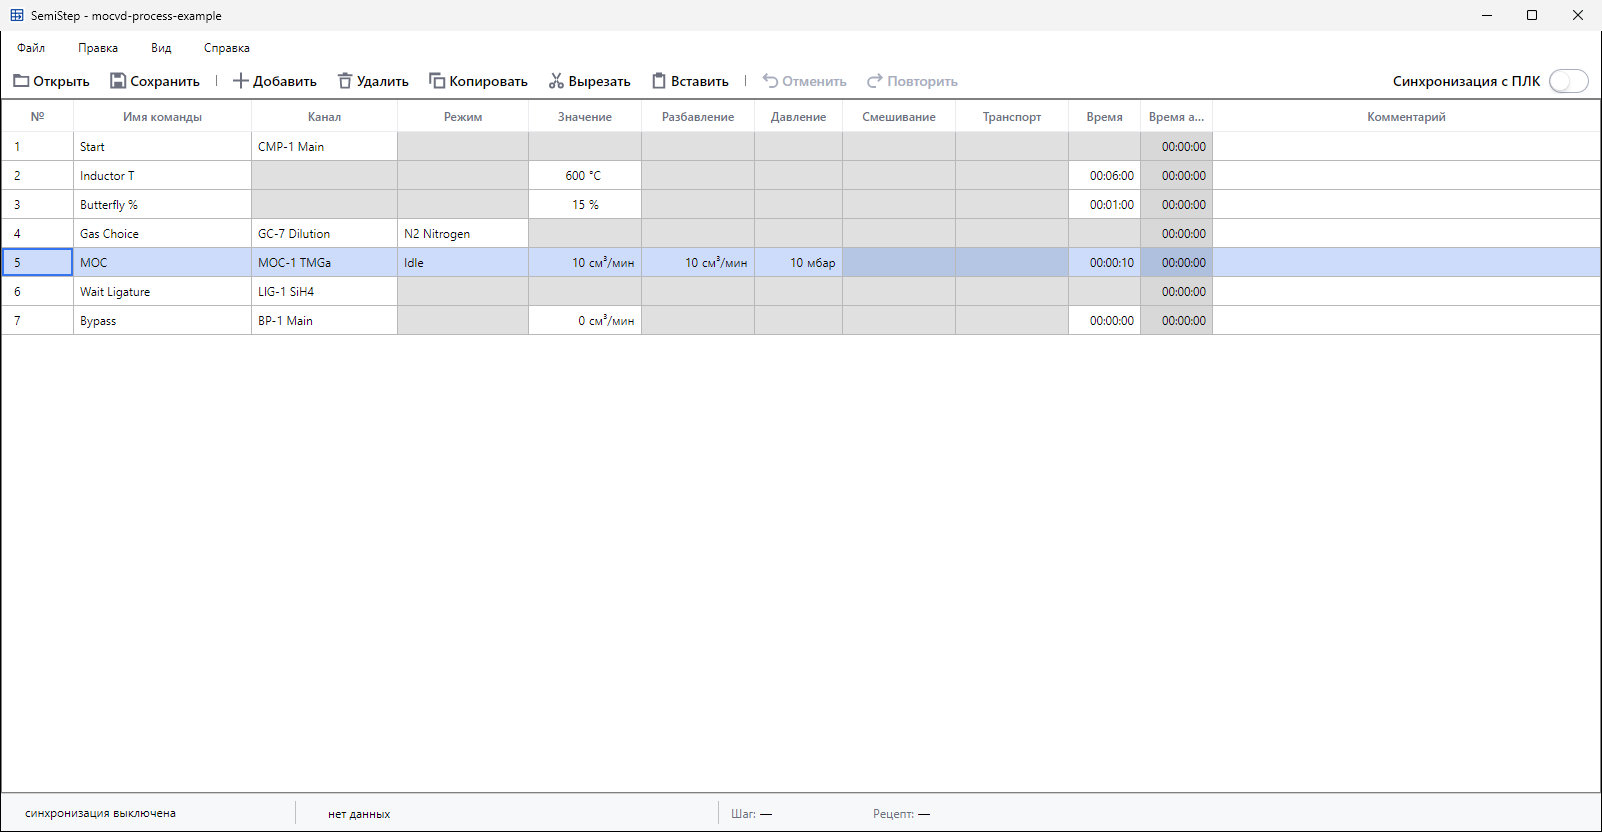 SemiStep - mocvd-process-example
Файл Правка Вид Справка
Открыть Сохранить Добавить Удалить Копировать Вырезать Вставить Отменить Повторить Синхронизация с ПЛК
№ Имя команды Канал Режим Значение Разбавление Давление Смешивание Транспорт Время Время а... Комментарий
1 Start CMP-1 Main 00:00:00
2 Inductor T 600 °C 00:06:00 00:00:00
3 Butterfly % 15 % 00:01:00 00:00:00
4 Gas Choice GC-7 Dilution N2 Nitrogen 00:00:00
5 MOC MOC-1 TMGa Idle 10 см³/мин 10 см³/мин 10 мбар 00:00:10 00:00:00
6 Wait Ligature LIG-1 SiH4 00:00:00
7 Bypass BP-1 Main 0 см³/мин 00:00:00 00:00:00
синхронизация выключена нет данных Шаг: — Рецепт: —